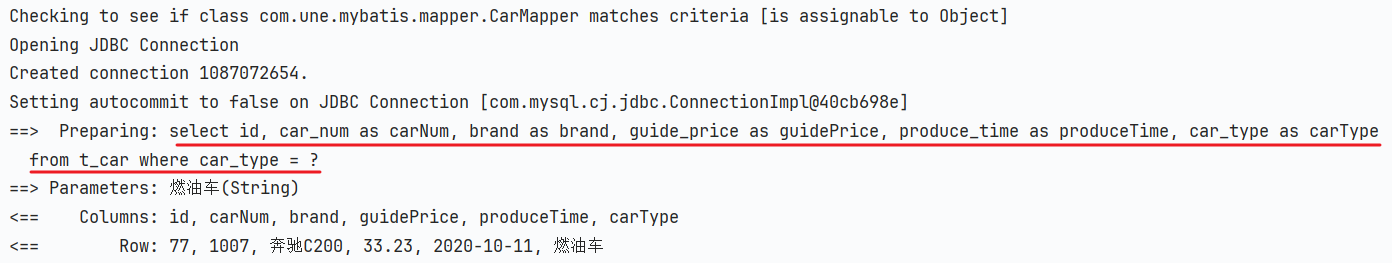 Checking to see if class com.une.mybatis.mapper.CarMapper matches criteria [is assignable to Object]
Opening JDBC Connection
Created connection 1087072654.
Setting autocommit to false on JDBC Connection [com.mysql.cj.jdbc.ConnectionImpl@40cb698e]
==>  Preparing: select id, car_num as carNum, brand as brand, guide_price as guidePrice, produce_time as produceTime, car_type as carType
from t_car where car_type = ?
==> Parameters: 燃油车(String)
<==    Columns: id, carNum, brand, guidePrice, produceTime, carType
<==        Row: 77, 1007, 奔驰C200, 33.23, 2020-10-11, 燃油车